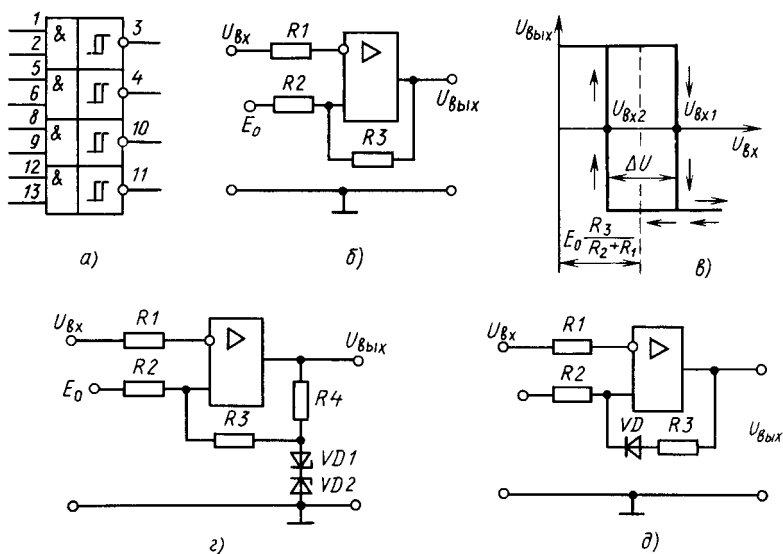 1
2
&
3
5
6
&
4
8
9
&
10
12
13
&
11
а)
Uвх
R1
R2
E₀
R3
Uвых
б)
Uвых
Uвх2
Uвх1
Uвх
ΔU
E₀ R₃/(R₂+R₁)
в)
Uвх
R1
Uвых
E₀
R2
R3
R4
VD1
VD2
г)
Uвх
R1
R2
VD
R3
Uвых
д)